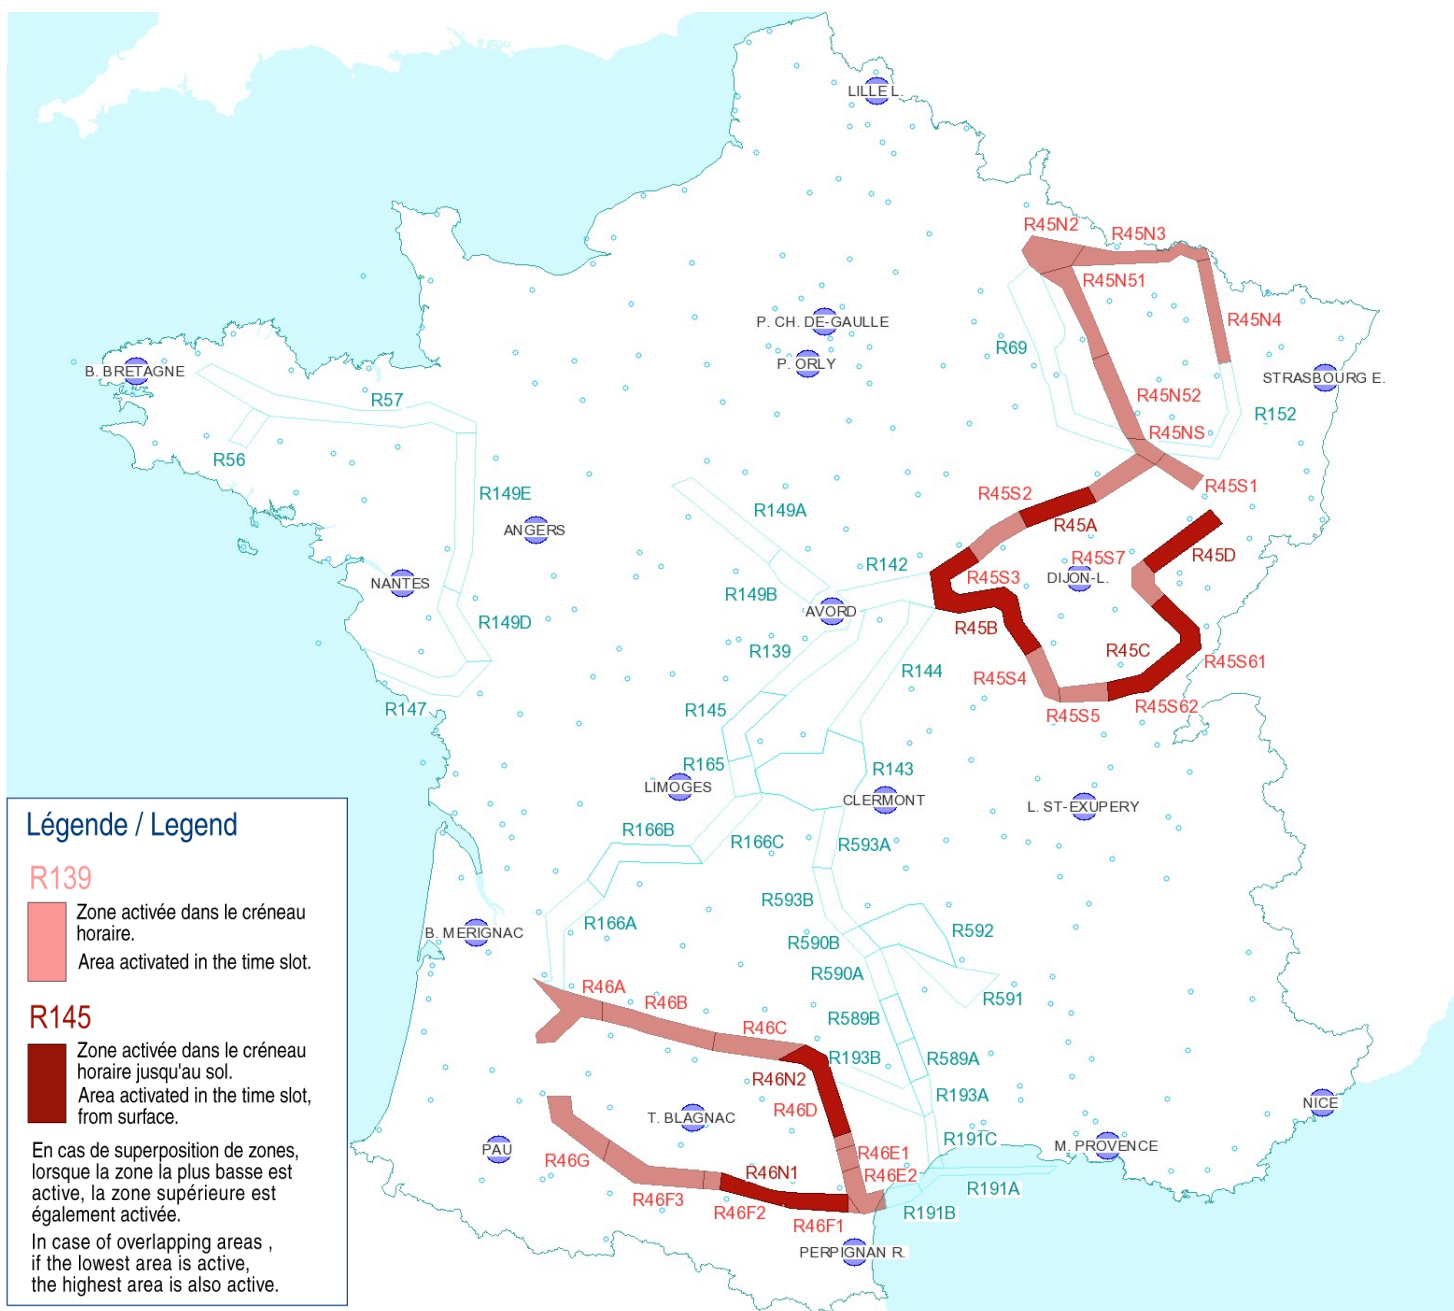 LILLE L.
R45N2
R45N3
R45N51
P. CH. DE-GAULLE
R45N4
R69
P. ORLY
B. BRETAGNE
STRASBOURG E.
R57
R45N52
R152
R45NS
R56
R149E
R45S2
R45S1
R149A
R45A
ANGERS
R45S7
R45D
R142
R45S3
DIJON-L.
NANTES
R149B
AVORD
R149D
R45B
R139
R45C
R45S61
R144
R45S4
R147
R145
R45S5
R45S62
R165
R143
LIMOGES
CLERMONT
L. ST-EXUPERY
R166B
R166C
R593A
R593B
R166A
B. MERIGNAC
R590B
R592
R590A
R46A
R46B
R591
R46C
R589B
R193B
R589A
R46N2
R193A
R46D
T. BLAGNAC
NICE
PAU
R191C
M. PROVENCE
R46G
R46E1
R46N1
R46E2
R191A
R46F3
R46F2
R191B
R46F1
PERPIGNAN R.
Légende / Legend
R139
Zone activée dans le créneau
horaire.
Area activated in the time slot.
R145
Zone activée dans le créneau
horaire jusqu'au sol.
Area activated in the time slot,
from surface.
En cas de superposition de zones,
lorsque la zone la plus basse est
active, la zone supérieure est
également activée.
In case of overlapping areas ,
if the lowest area is active,
the highest area is also active.